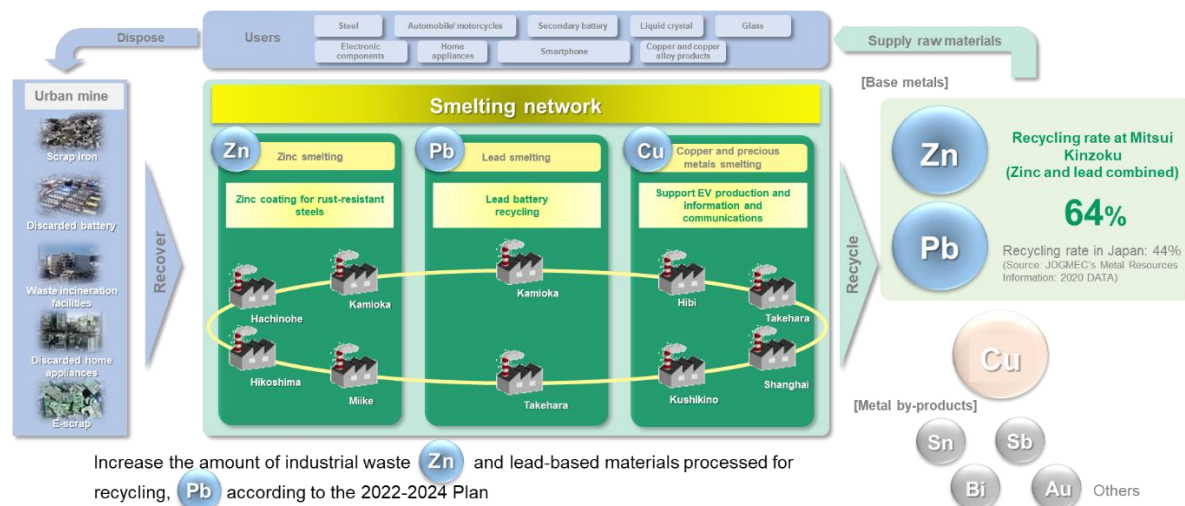 Dispose
Users
Steel
Automobile/ motorcycles
Secondary battery
Liquid crystal
Glass
Electronic
components
Home
appliances
Smartphone
Copper and copper
alloy products
Supply raw materials
Urban mine
Scrap iron
Discarded battery
Waste incineration
facilities
Discarded home
appliances
E-scrap
Recover
Smelting network
Zn
Zinc smelting
Zinc coating for rust-resistant
steels
Hachinohe
Kamioka
Hikoshima
Miike
Pb
Lead smelting
Lead battery
recycling
Kamioka
Takehara
Cu
Copper and precious
metals smelting
Support EV production and
information and
communications
Hibi
Takehara
Kushikino
Shanghai
Recycle
[Base metals]
Zn
Pb
Recycling rate at Mitsui
Kinzoku
(Zinc and lead combined)
64%
Recycling rate in Japan: 44%
(Source: JOGMEC's Metal Resources
Information: 2020 DATA)
Cu
[Metal by-products]
Sn
Sb
Bi
Au
Others
Increase the amount of industrial waste Zn and lead-based materials processed for
recycling, Pb according to the 2022-2024 Plan